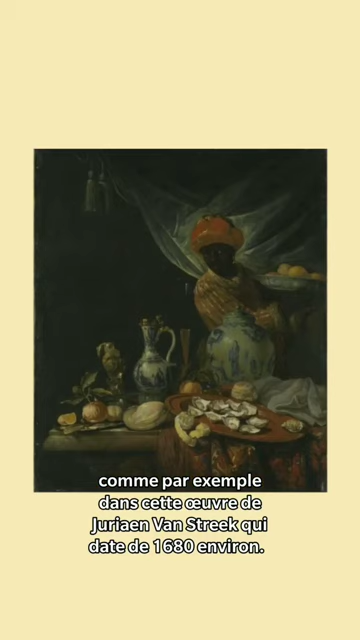 comme par exemple
dans cette œuvre de
Juriaen Van Streek qui
date de 1680 environ.